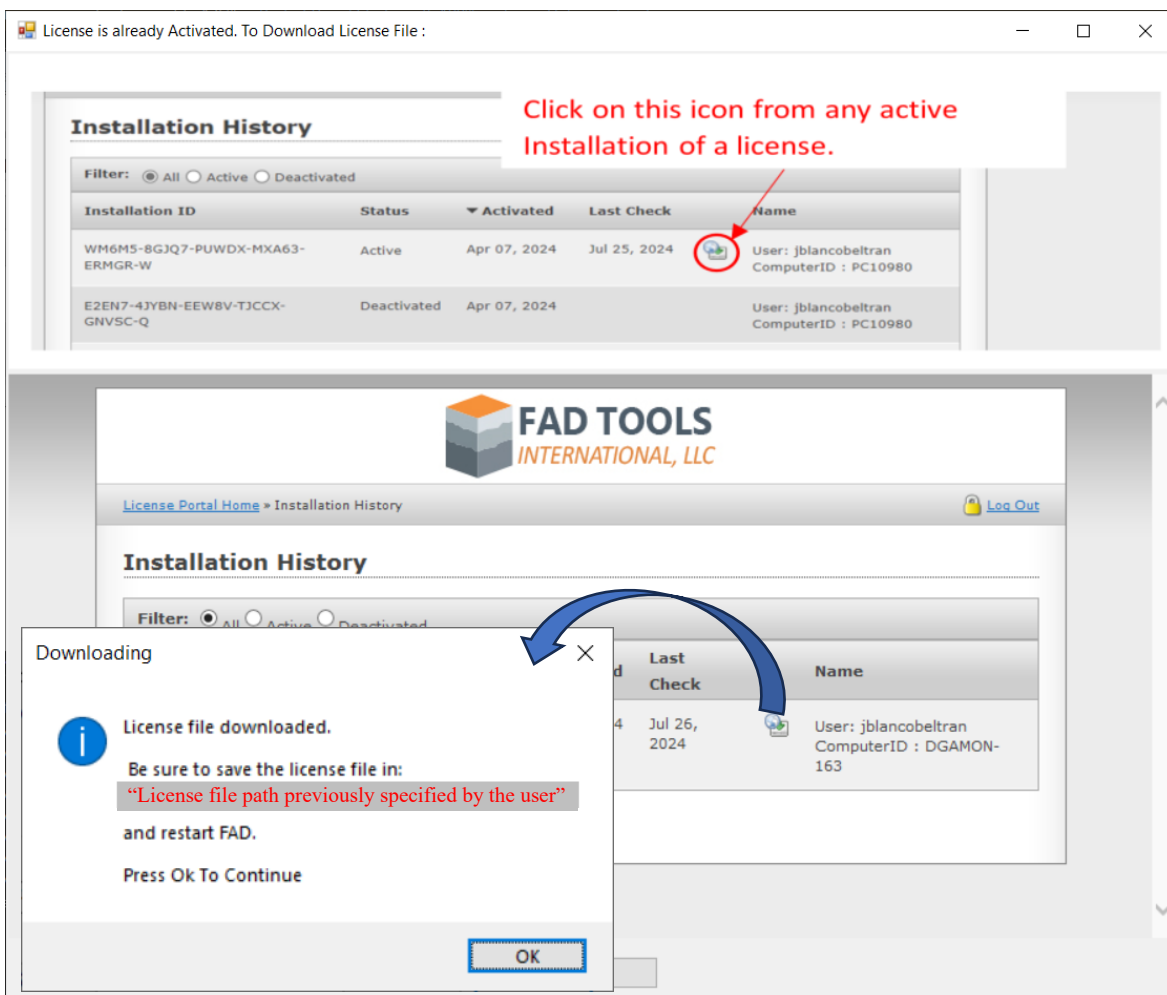 License is already Activated. To Download License File :
Click on this icon from any active
Installation of a license.
Installation History
Filter: All Active Deactivated
Installation ID Status Activated Last Check Name
WM6M5-8GJQ7-PUWDX-MXA63- Active Apr 07, 2024 Jul 25, 2024 User: jblancobeltran
ERMGR-W ComputerID : PC10980
E2EN7-4JYBN-EEW8V-TJCCX- Deactivated Apr 07, 2024 User: jblancobeltran
GNVSC-Q ComputerID : PC10980
FAD TOOLS
INTERNATIONAL, LLC
License Portal Home » Installation History Log Out
Installation History
Filter: All Active Deactivated
d Last Check Name
4 Jul 26, 2024 User: jblancobeltran
ComputerID : DGAMON-
163
Downloading
License file downloaded.
Be sure to save the license file in:
“License file path previously specified by the user”
and restart FAD.
Press Ok To Continue
OK